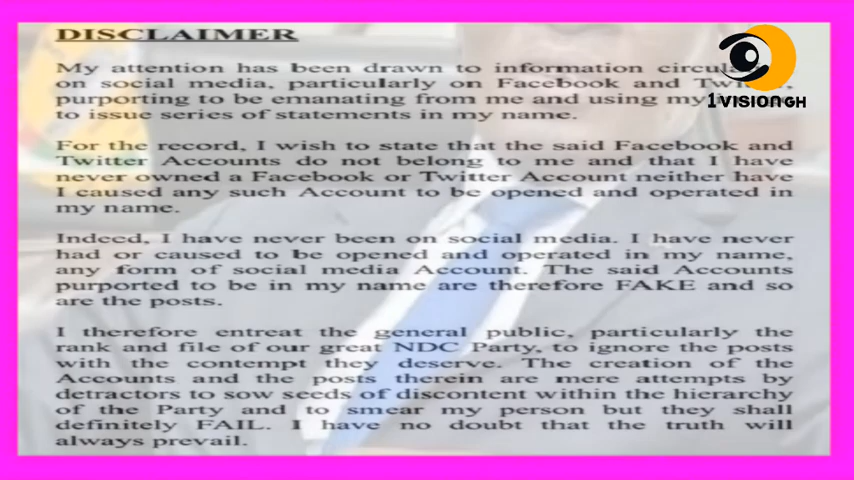 DISCLAIMER
My attention has been drawn to information
on social media, particularly on Facebook and
purporting to be emanating from me and using my
to issue series of statements in my name.
1VISIONGH
For the record, I wish to state that the said Facebook and
Twitter Accounts do not belong to me and that I have
never owned a Facebook or Twitter Account neither have
I caused any such Account to be opened and operated in
my name.
Indeed, I have never been on social media. I have never
had or caused to be opened and operated in my name,
any form of social media Account. The said Accounts
purported to be in my name are therefore FAKE and so
are the posts.
I therefore entreat the general public, particularly the
rank and file of our great NDC Party, to ignore the posts
with the contempt they deserve. The creation of the
Accounts and the posts therein are mere attempts by
detractors to sow seeds of discontent within the hierarchy
of the Party and to smear my person but they shall
definitely FAIL. I have no doubt that the truth will
always prevail.